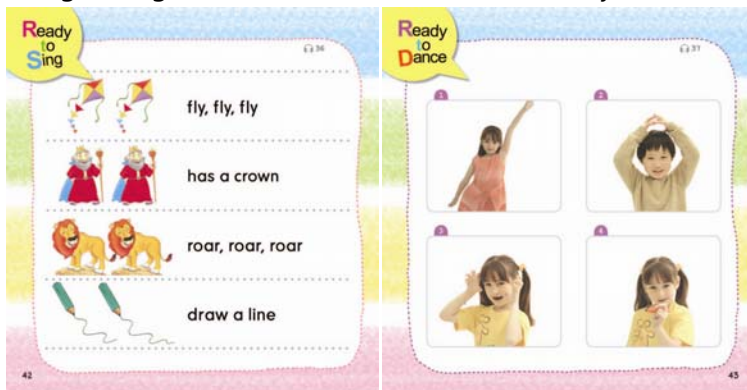 Ready
to
Sing
36
fly, fly, fly
has a crown
roar, roar, roar
draw a line
42
Ready
to
Dance
37
1
2
3
4
43